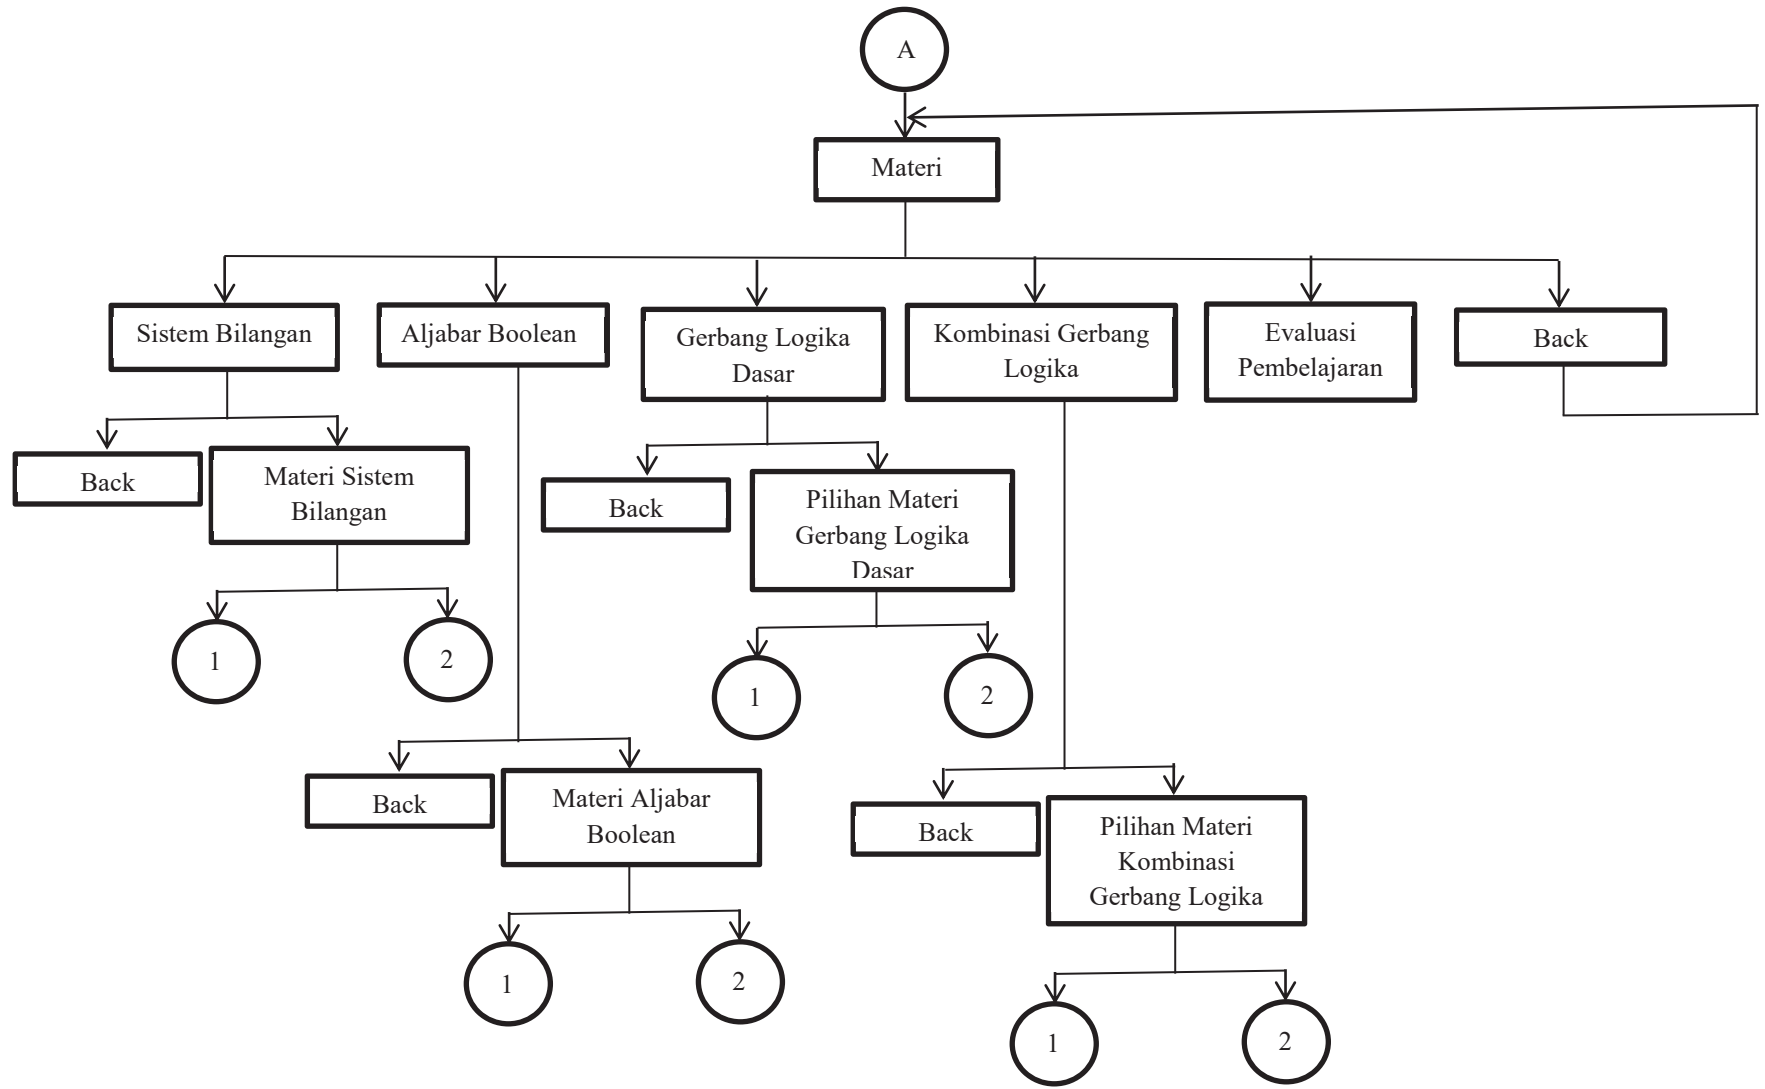 A
Materi
Sistem Bilangan
Aljabar Boolean
Gerbang Logika
Dasar
Kombinasi Gerbang
Logika
Evaluasi
Pembelajaran
Back
Back
Materi Sistem
Bilangan
Back
Pilihan Materi
Gerbang Logika
Dasar
1
2
1
2
Back
Materi Aljabar
Boolean
Back
Pilihan Materi
Kombinasi
Gerbang Logika
1
2
1
2